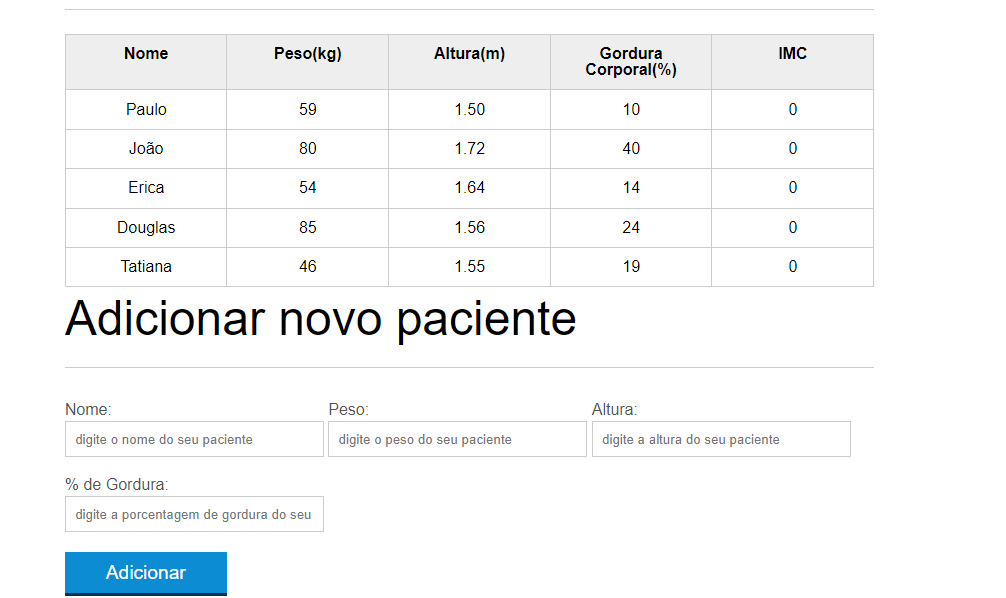 Nome Peso(kg) Altura(m) Gordura IMC
Corporal(%)
Paulo 59 1.50 10 0
João 80 1.72 40 0
Erica 54 1.64 14 0
Douglas 85 1.56 24 0
Tatiana 46 1.55 19 0
Adicionar novo paciente
Nome: Peso: Altura:
digite o nome do seu paciente digite o peso do seu paciente digite a altura do seu paciente
% de Gordura:
digite a porcentagem de gordura do seu
Adicionar